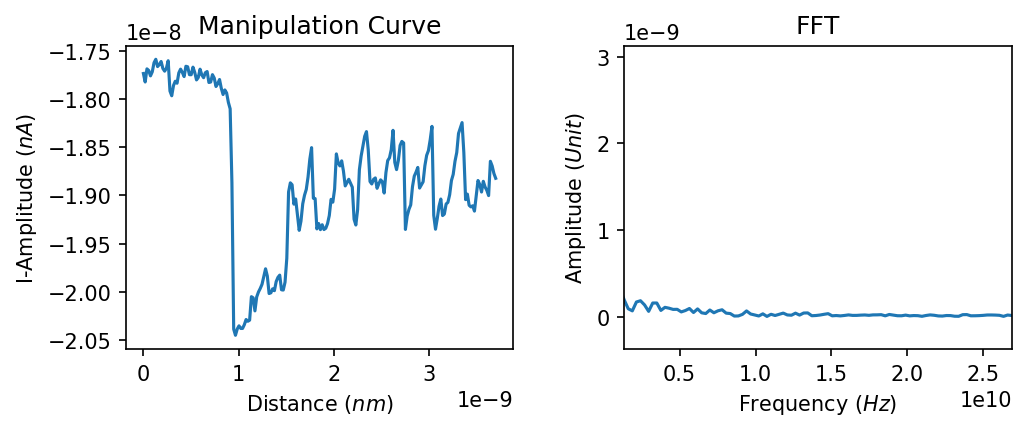 Manipulation Curve
1e−8
−1.75
−1.80
−1.85
−1.90
−1.95
−2.00
−2.05
I-Amplitude (nA)
0
1
2
3
1e−9
Distance (nm)
FFT
1e−9
3
2
1
0
Amplitude (Unit)
0.5
1.0
1.5
2.0
2.5
1e10
Frequency (Hz)